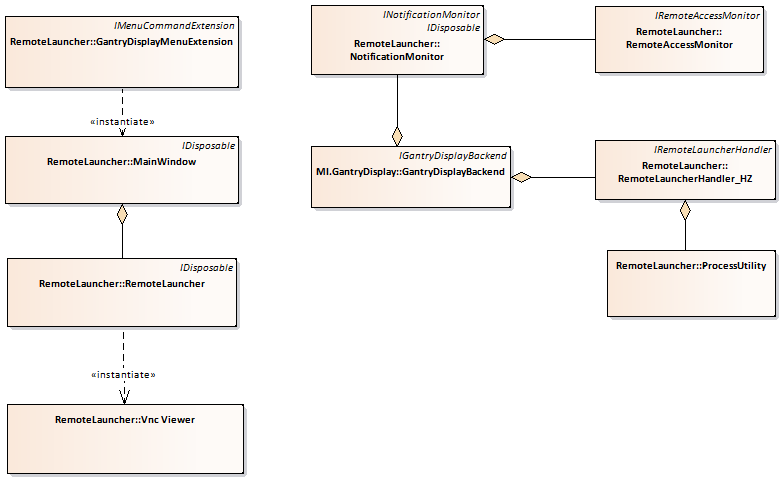 IMenuCommandExtension
RemoteLauncher::GantryDisplayMenuExtension
«instantiate»
IDisposable
RemoteLauncher::MainWindow
IDisposable
RemoteLauncher::RemoteLauncher
«instantiate»
RemoteLauncher::Vnc Viewer
INotificationMonitor
IDisposable
RemoteLauncher::
NotificationMonitor
IRemoteAccessMonitor
RemoteLauncher::
RemoteAccessMonitor
IGantryDisplayBackend
MI.GantryDisplay::GantryDisplayBackend
IRemoteLauncherHandler
RemoteLauncher::
RemoteLauncherHandler_HZ
RemoteLauncher::ProcessUtility